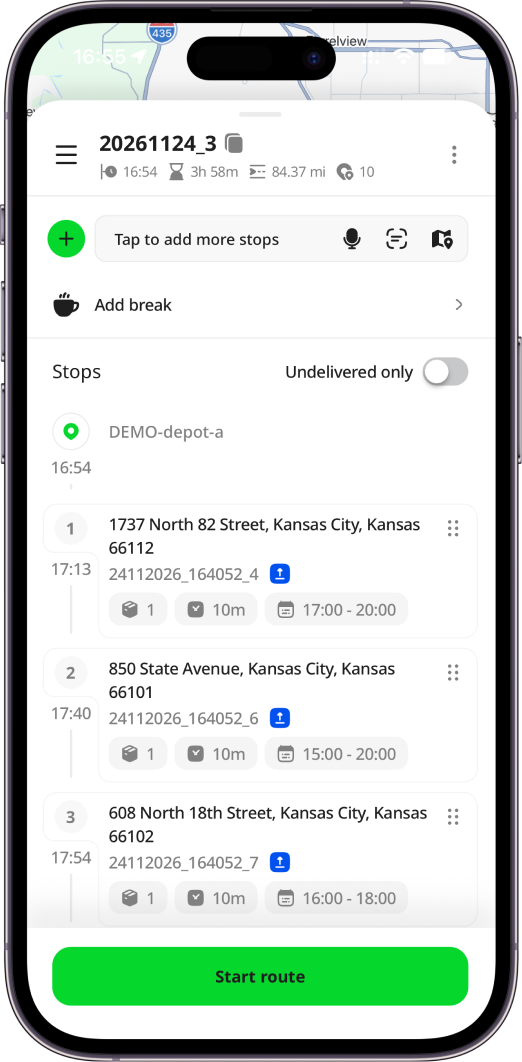 435
relview
16:55
20261124_3
16:54 3h 58m 84.37 mi 10
Tap to add more stops
Add break
Stops Undelivered only
DEMO-depot-a
16:54
1 1737 North 82 Street, Kansas City, Kansas
66112
17:13 24112026_164052_4
1 10m 17:00 - 20:00
2 850 State Avenue, Kansas City, Kansas
66101
17:40 24112026_164052_6
1 10m 15:00 - 20:00
3 608 North 18th Street, Kansas City, Kansas
66102
17:54 24112026_164052_7
1 10m 16:00 - 18:00
Start route